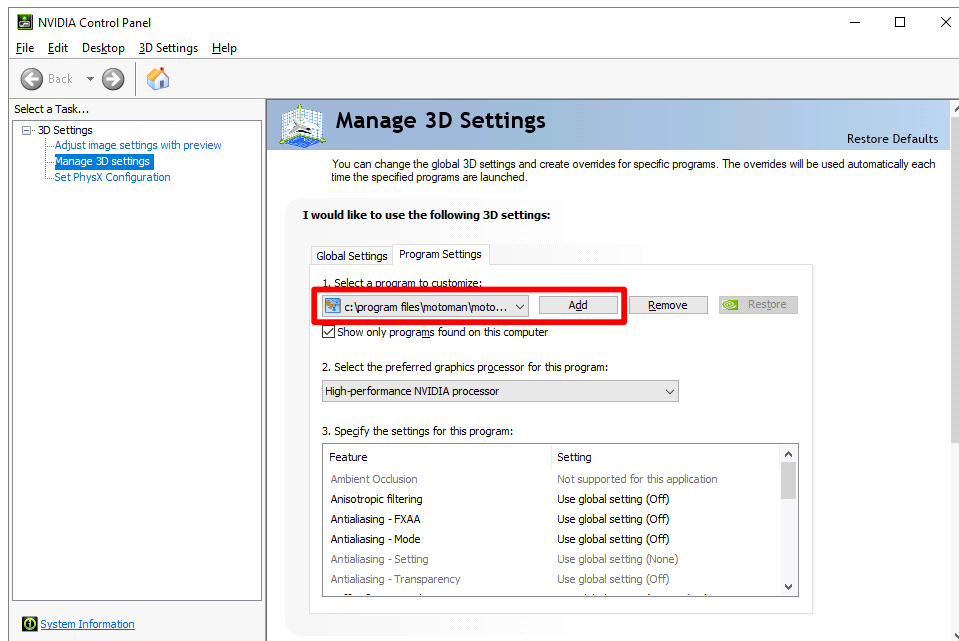 NVIDIA Control Panel
File Edit Desktop 3D Settings Help
Back
Select a Task...
3D Settings
Adjust image settings with preview
Manage 3D settings
Set PhysX Configuration
System Information
Manage 3D Settings
Restore Defaults
You can change the global 3D settings and create overrides for specific programs. The overrides will be used automatically each
time the specified programs are launched.
I would like to use the following 3D settings:
Global Settings Program Settings
1. Select a program to customize:
c:\program files\motoman\moto... Add Remove Restore
Show only programs found on this computer
2. Select the preferred graphics processor for this program:
High-performance NVIDIA processor
3. Specify the settings for this program:
Feature Setting
Ambient Occlusion Not supported for this application
Anisotropic filtering Use global setting (Off)
Antialiasing - FXAA Use global setting (Off)
Antialiasing - Mode Use global setting (Off)
Antialiasing - Setting Use global setting (None)
Antialiasing - Transparency Use global setting (Off)